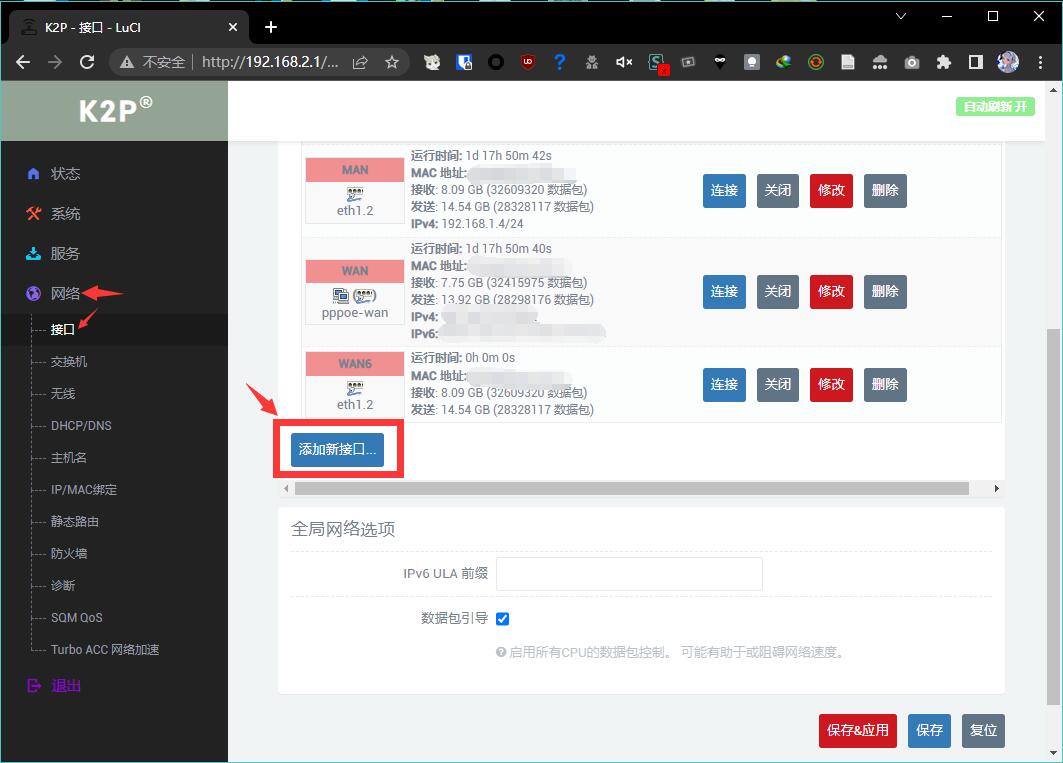 K2P - 接口 - LuCI
不安全 http://192.168.2.1/...
K2P®
自动刷新 开
状态
系统
服务
网络
接口
交换机
无线
DHCP/DNS
主机名
IP/MAC绑定
静态路由
防火墙
诊断
SQM QoS
Turbo ACC 网络加速
退出
MAN
eth1.2
运行时间: 1d 17h 50m 42s
MAC 地址:
接收: 8.09 GB (32609320 数据包)
发送: 14.54 GB (28328117 数据包)
IPv4: 192.168.1.4/24
连接 关闭 修改 删除
WAN
pppoe-wan
运行时间: 1d 17h 50m 40s
MAC 地址:
接收: 7.75 GB (32415975 数据包)
发送: 13.92 GB (28298176 数据包)
IPv4:
IPv6:
连接 关闭 修改 删除
WAN6
eth1.2
运行时间: 0h 0m 0s
MAC 地址:
接收: 8.09 GB (32609320 数据包)
发送: 14.54 GB (28328117 数据包)
连接 关闭 修改 删除
添加新接口...
全局网络选项
IPv6 ULA 前缀
数据包引导
启用所有CPU的数据包控制。 可能有助于或阻碍网络速度。
保存&应用 保存 复位